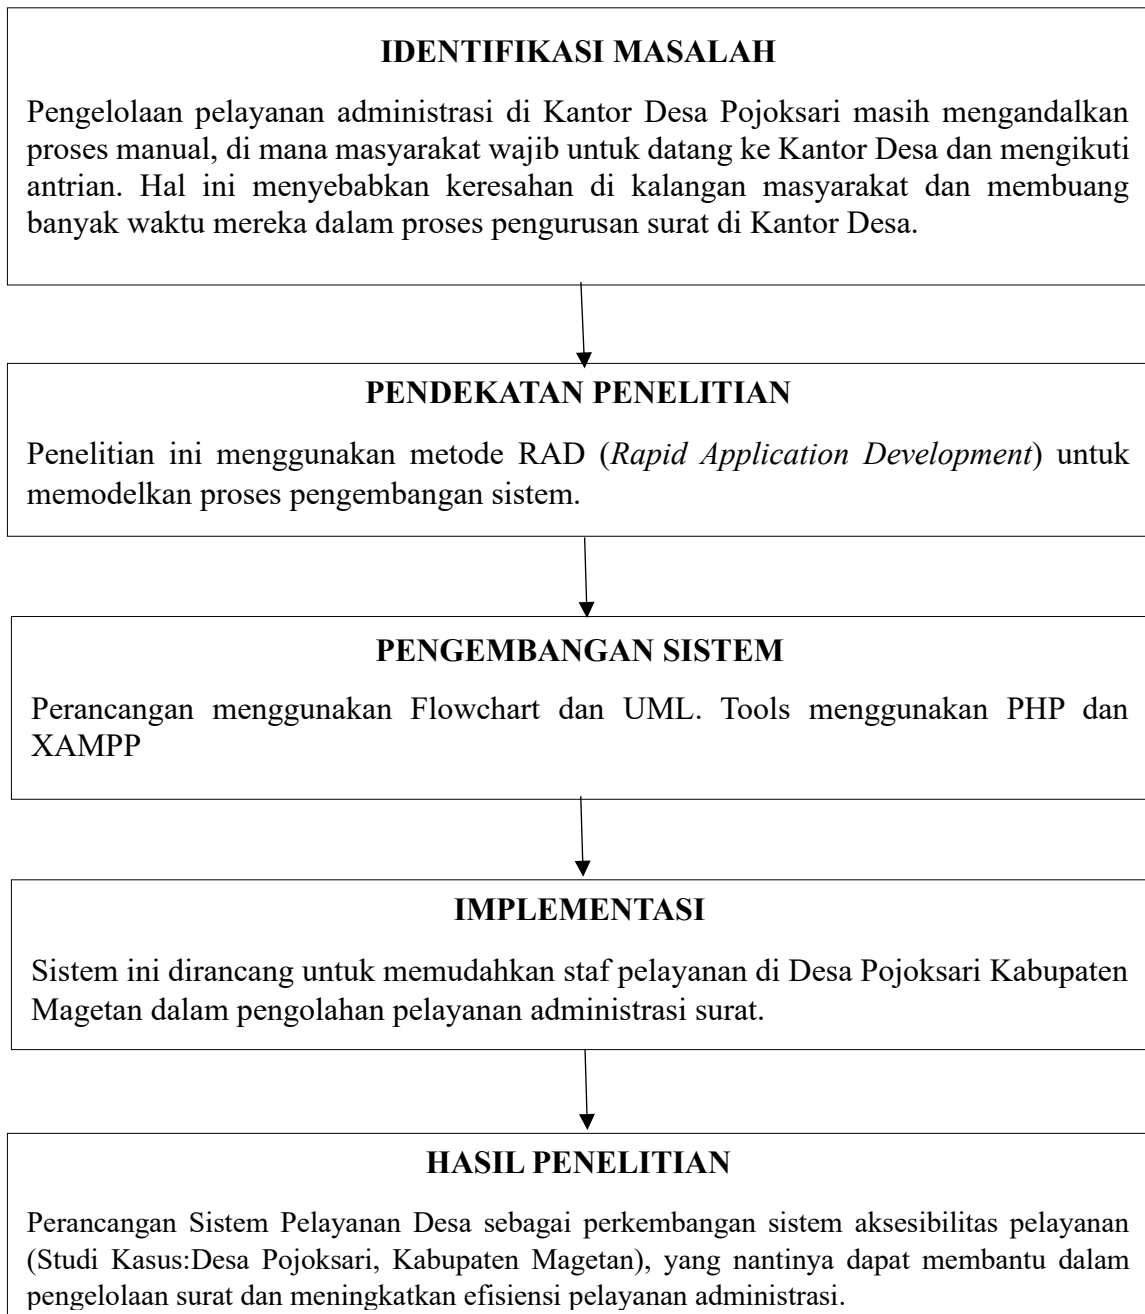 IDENTIFIKASI MASALAH
Pengelolaan pelayanan administrasi di Kantor Desa Pojoksari masih mengandalkan
proses manual, di mana masyarakat wajib untuk datang ke Kantor Desa dan mengikuti
antrian. Hal ini menyebabkan keresahan di kalangan masyarakat dan membuang
banyak waktu mereka dalam proses pengurusan surat di Kantor Desa.
PENDEKATAN PENELITIAN
Penelitian ini menggunakan metode RAD (Rapid Application Development) untuk
memodelkan proses pengembangan sistem.
PENGEMBANGAN SISTEM
Perancangan menggunakan Flowchart dan UML. Tools menggunakan PHP dan
XAMPP
IMPLEMENTASI
Sistem ini dirancang untuk memudahkan staf pelayanan di Desa Pojoksari Kabupaten
Magetan dalam pengolahan pelayanan administrasi surat.
HASIL PENELITIAN
Perancangan Sistem Pelayanan Desa sebagai perkembangan sistem aksesibilitas pelayanan
(Studi Kasus:Desa Pojoksari, Kabupaten Magetan), yang nantinya dapat membantu dalam
pengelolaan surat dan meningkatkan efisiensi pelayanan administrasi.